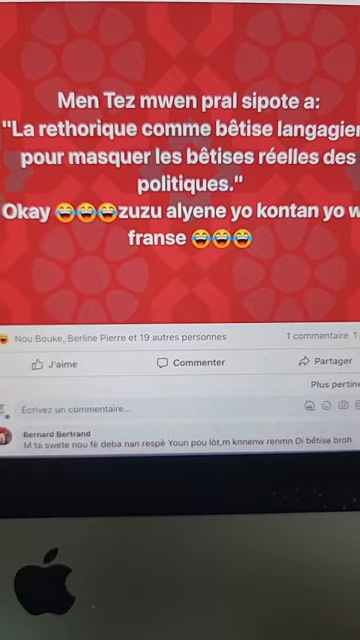 Men Tez mwen pral sipote a:
"La rethorique comme bêtise langagier
pour masquer les bêtises réelles des
politiques."
Okay 😂😂😂zuzu alyene yo kontan yo w
franse 😂😂😂
Nou Bouke, Berline Pierre et 19 autres personnes
1 commentaire 1
J'aime
Commenter
Partager
Plus pertine
Écrivez un commentaire...
Bernard Bertrand
M ta swete nou fè deba nan respè Youn pou lòt,m knnenw renmn Di bêtise broh